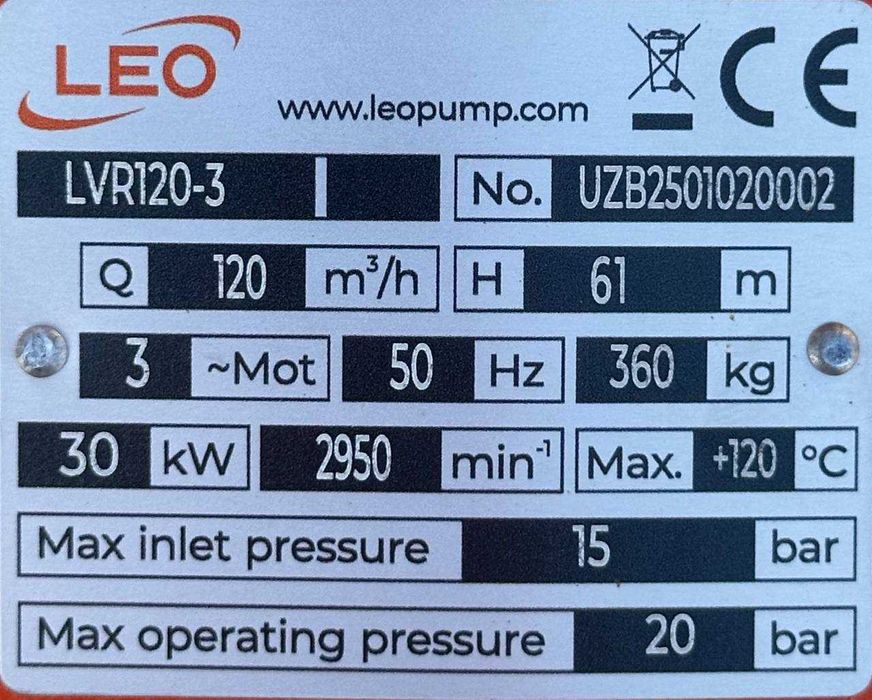 LEO
www.leopump.com
CE
LVR120-3 No. UZB2501020002
Q 120 m³/h H 61 m
3 ~Mot 50 Hz 360 kg
30 kW 2950 min⁻¹ Max. +120 °C
Max inlet pressure 15 bar
Max operating pressure 20 bar